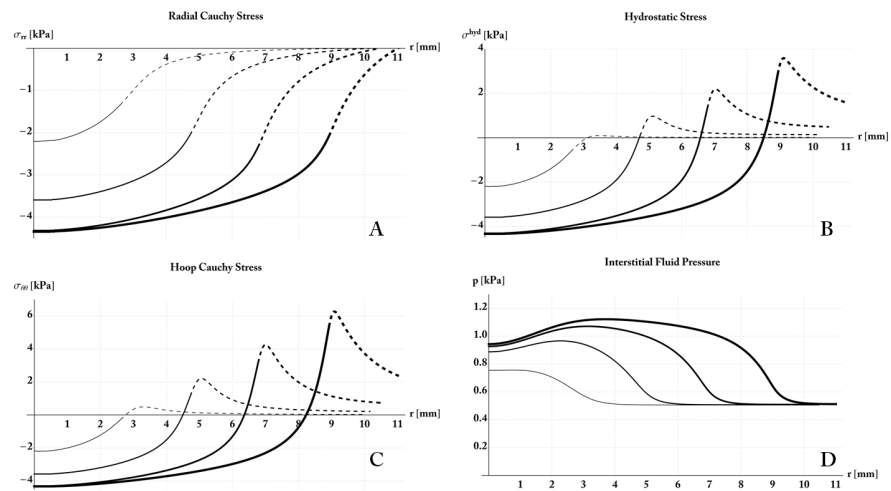 Radial Cauchy Stress
σrr [kPa]
r [mm]
1 2 3 4 5 6 7 8 9 10 11
−1
−2
−3
−4
A
Hydrostatic Stress
σhyd [kPa]
4
2
r [mm]
1 2 3 4 5 6 7 8 9 10 11
−2
−4
B
Hoop Cauchy Stress
σθθ [kPa]
6
4
2
r [mm]
1 2 3 4 5 6 7 8 9 10 11
−2
−4
C
Interstitial Fluid Pressure
p [kPa]
1.2
1.0
0.8
0.6
0.4
0.2
D
1 2 3 4 5 6 7 8 9 10 11
r [mm]